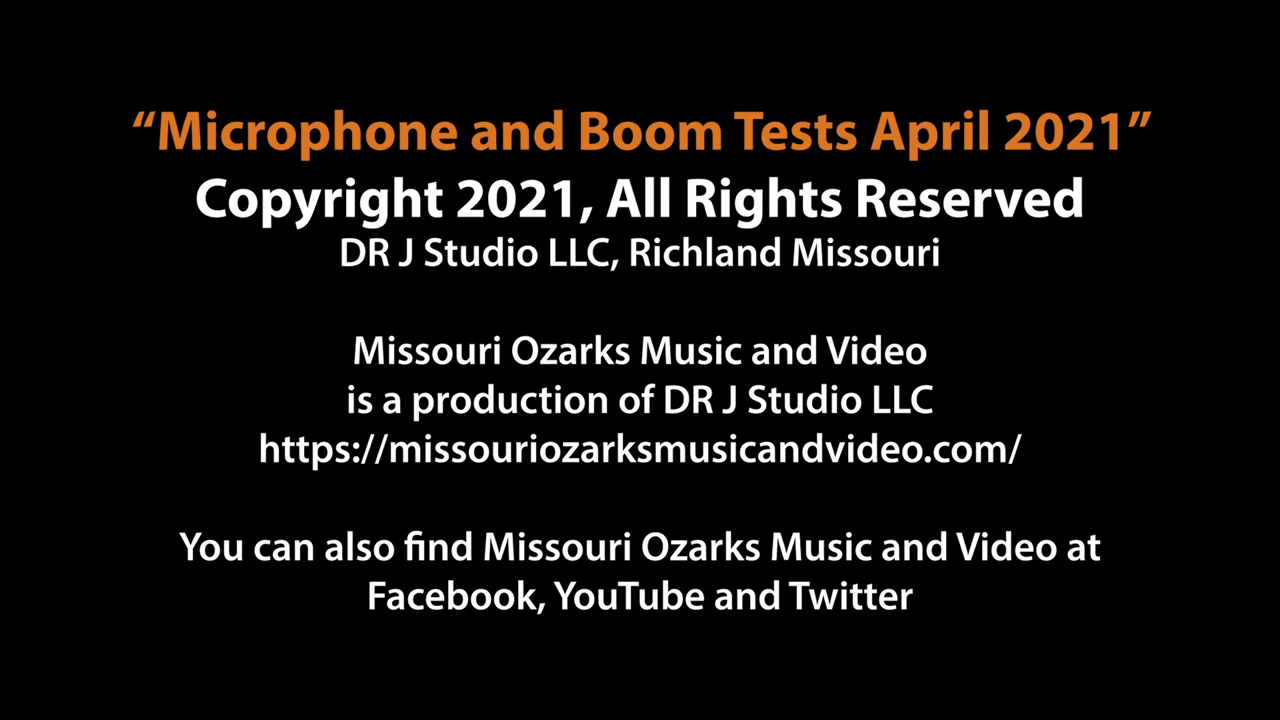 “Microphone and Boom Tests April 2021”
Copyright 2021, All Rights Reserved
DR J Studio LLC, Richland Missouri
Missouri Ozarks Music and Video
is a production of DR J Studio LLC
https://missouriozarksmusicandvideo.com/
You can also find Missouri Ozarks Music and Video at
Facebook, YouTube and Twitter